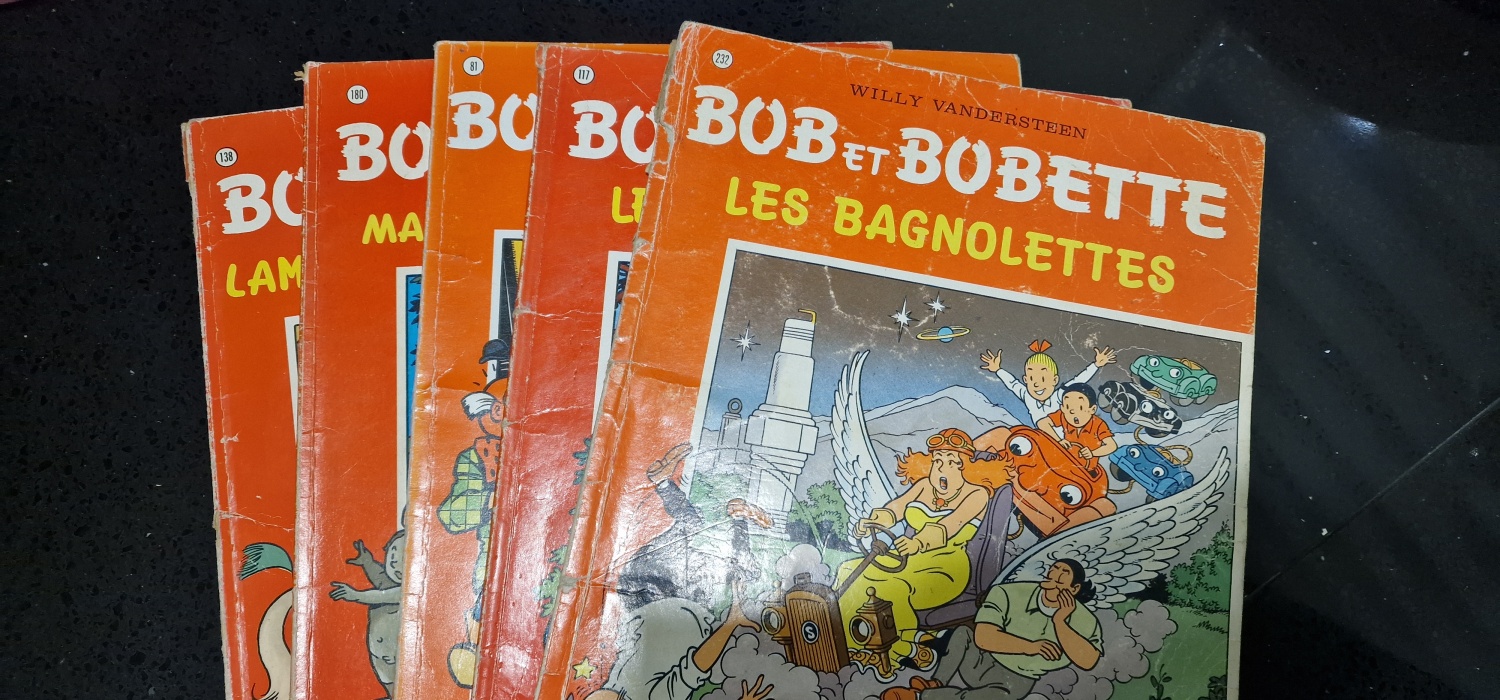 138
BO
LAM
180
BO
MA
81
BO
117
BO
LE
232
WILLY VANDERSTEEN
BOB ET BOBETTE
LES BAGNOLETTES
S